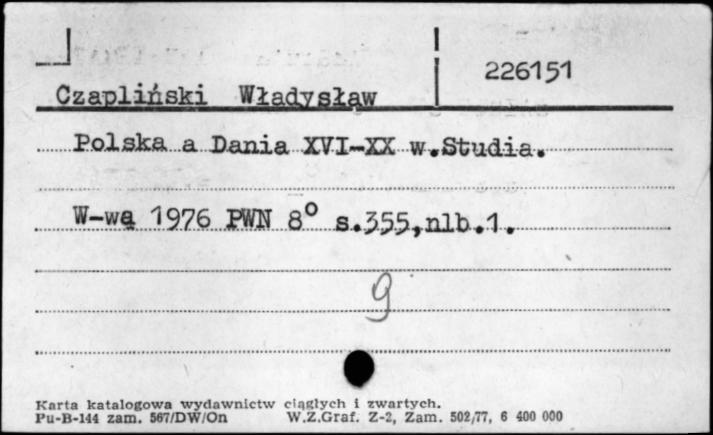 226151
Czapliński Władysław
Polska a Dania XVI-XX w.Studia.
W-wą 1976 PWN 8° s.355,nlb.1.
9
Karta katalogowa wydawnictw ciągłych i zwartych.
Pu-B-144 zam. 567/DW/On W.Z.Graf. Z-2, Zam. 502/77, 6 400 000